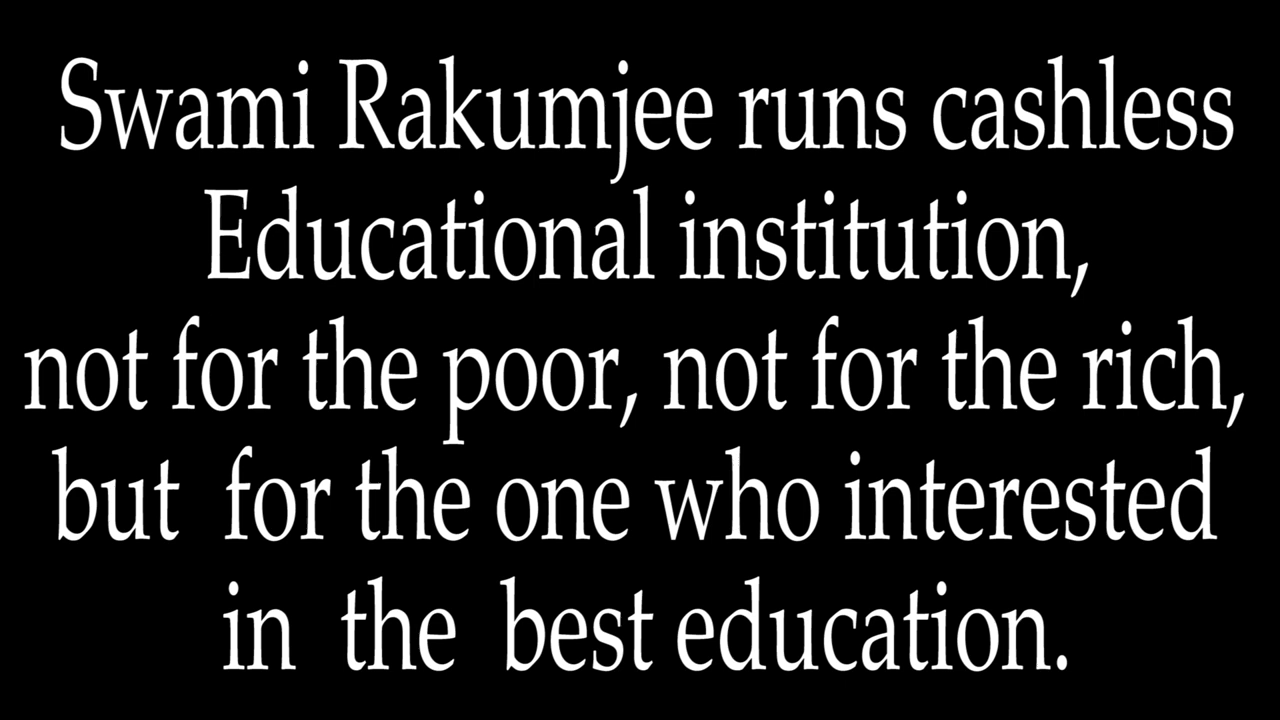 Swami Rakumjee runs cashless
Educational institution,
not for the poor, not for the rich,
but for the one who interested
in the best education.